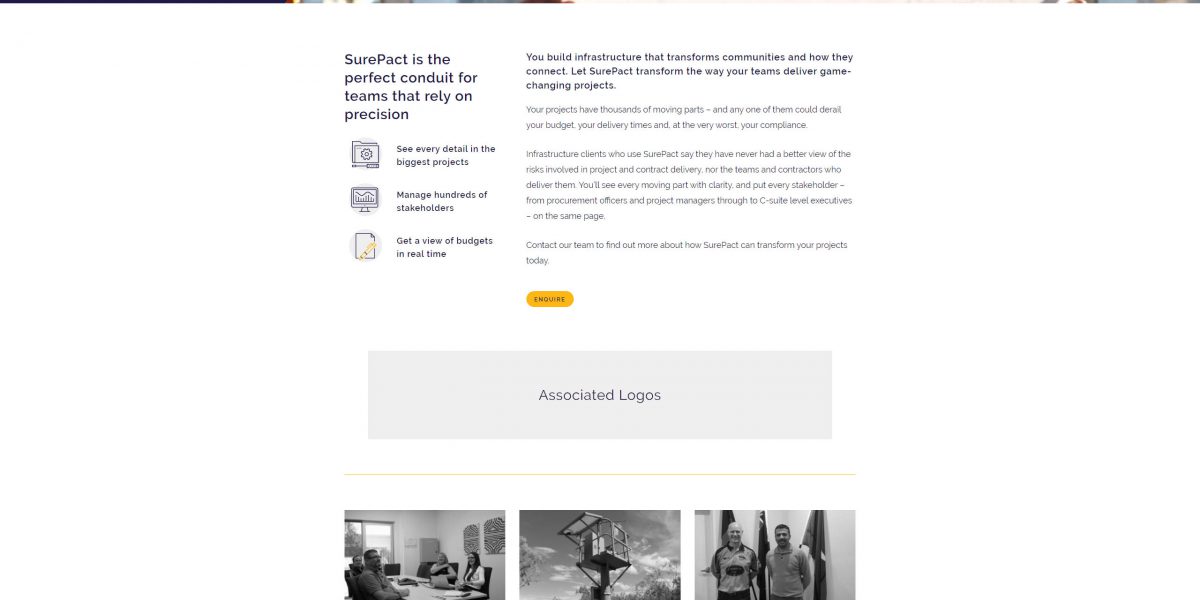 SurePact is the
perfect conduit for
teams that rely on
precision
See every detail in the
biggest projects
Manage hundreds of
stakeholders
Get a view of budgets
in real time
You build infrastructure that transforms communities and how they
connect. Let SurePact transform the way your teams deliver game-
changing projects.
Your projects have thousands of moving parts – and any one of them could derail
your budget, your delivery times and, at the very worst, your compliance.
Infrastructure clients who use SurePact say they have never had a better view of the
risks involved in project and contract delivery, nor the teams and contractors who
deliver them. You'll see every moving part with clarity, and put every stakeholder –
from procurement officers and project managers through to C-suite level executives
– on the same page.
Contact our team to find out more about how SurePact can transform your projects
today.
ENQUIRE
Associated Logos